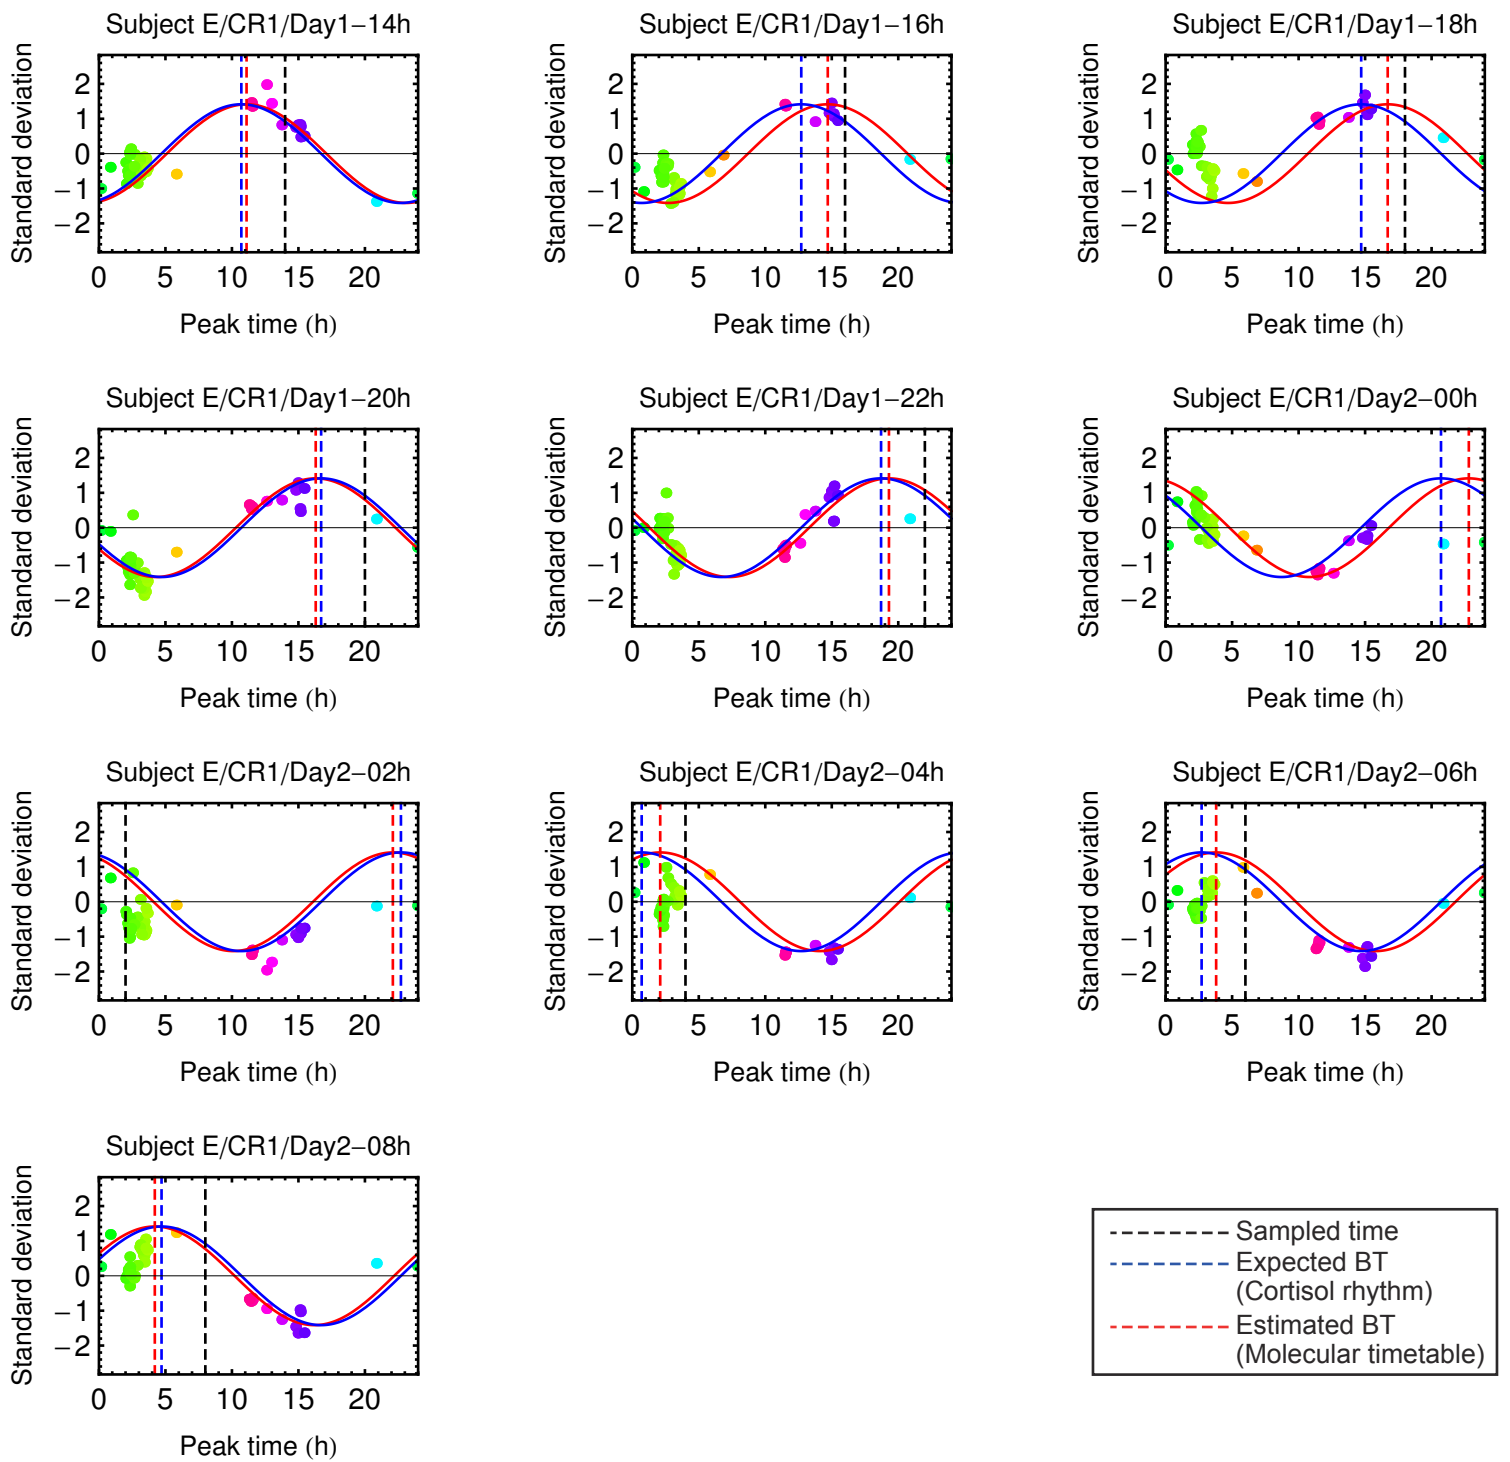 Subject E/CR1/Day1−14h
Standard deviation
2
1
0
−1
−2
0 5 10 15 20
Peak time (h)
Subject E/CR1/Day1−16h
Standard deviation
2
1
0
−1
−2
0 5 10 15 20
Peak time (h)
Subject E/CR1/Day1−18h
Standard deviation
2
1
0
−1
−2
0 5 10 15 20
Peak time (h)
Subject E/CR1/Day1−20h
Standard deviation
2
1
0
−1
−2
0 5 10 15 20
Peak time (h)
Subject E/CR1/Day1−22h
Standard deviation
2
1
0
−1
−2
0 5 10 15 20
Peak time (h)
Subject E/CR1/Day2−00h
Standard deviation
2
1
0
−1
−2
0 5 10 15 20
Peak time (h)
Subject E/CR1/Day2−02h
Standard deviation
2
1
0
−1
−2
0 5 10 15 20
Peak time (h)
Subject E/CR1/Day2−04h
Standard deviation
2
1
0
−1
−2
0 5 10 15 20
Peak time (h)
Subject E/CR1/Day2−06h
Standard deviation
2
1
0
−1
−2
0 5 10 15 20
Peak time (h)
Subject E/CR1/Day2−08h
Standard deviation
2
1
0
−1
−2
0 5 10 15 20
Peak time (h)
Sampled time
Expected BT
(Cortisol rhythm)
Estimated BT
(Molecular timetable)